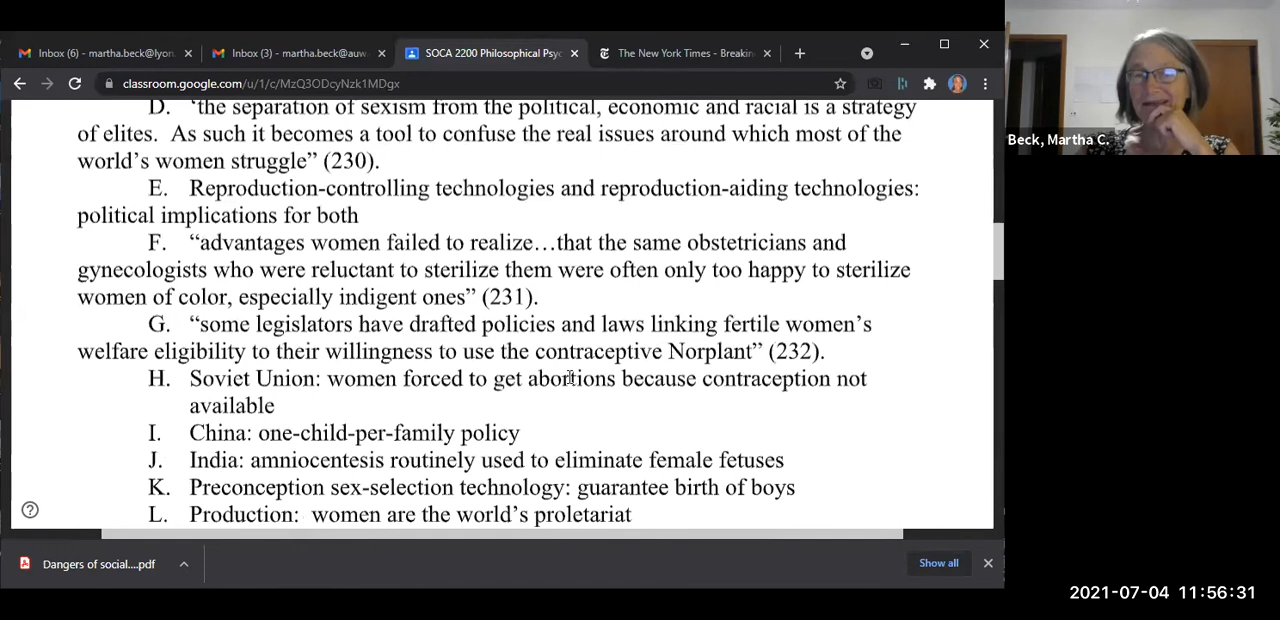 Inbox (6) - martha.beck@lyon.
Inbox (3) - martha.beck@auw
SOCA 2200 Philosophical Psyc
The New York Times - Breakin
classroom.google.com/u/1/c/MzQ3ODcyNzk1MDgx
D. “the separation of sexism from the political, economic and racial is a strategy
of elites. As such it becomes a tool to confuse the real issues around which most of the
world’s women struggle” (230).
E. Reproduction-controlling technologies and reproduction-aiding technologies:
political implications for both
F. “advantages women failed to realize…that the same obstetricians and
gynecologists who were reluctant to sterilize them were often only too happy to sterilize
women of color, especially indigent ones” (231).
G. “some legislators have drafted policies and laws linking fertile women’s
welfare eligibility to their willingness to use the contraceptive Norplant” (232).
H. Soviet Union: women forced to get abortions because contraception not
available
I. China: one-child-per-family policy
J. India: amniocentesis routinely used to eliminate female fetuses
K. Preconception sex-selection technology: guarantee birth of boys
L. Production: women are the world’s proletariat
Dangers of social....pdf
Show all
Beck, Martha C.
2021-07-04 11:56:31